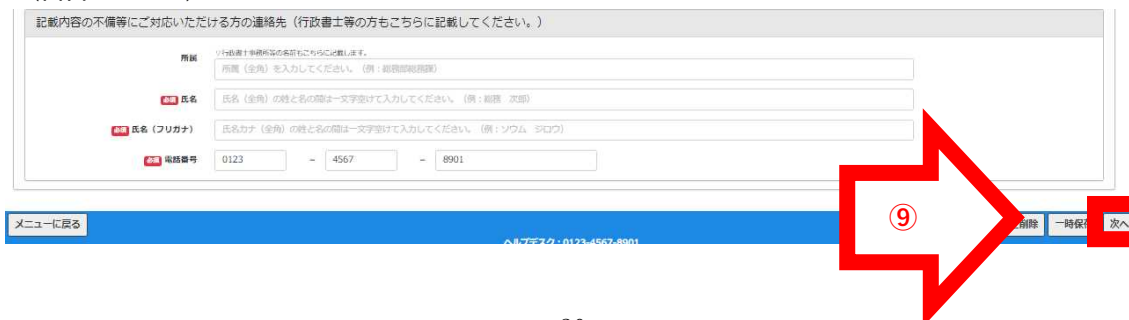 記載内容の不備等にご対応いただける方の連絡先（行政書士等の方もこちらに記載してください。）
所属
▽行政書士事務所等の名前もこちらに記載します。
所属（全角）を入力してください。（例：総務部総務課）
必須 氏名
氏名（全角）の姓と名の間は一文字空けて入力してください。（例：総務 次郎）
必須 氏名（フリガナ）
氏名カナ（全角）の姓と名の間は一文字空けて入力してください。（例：ソウム ジロウ）
必須 電話番号 0123 － 4567 － 8901
メニューに戻る
⑨
削除 一時保存 次へ
ヘルプデスク : 0123-4567-8901